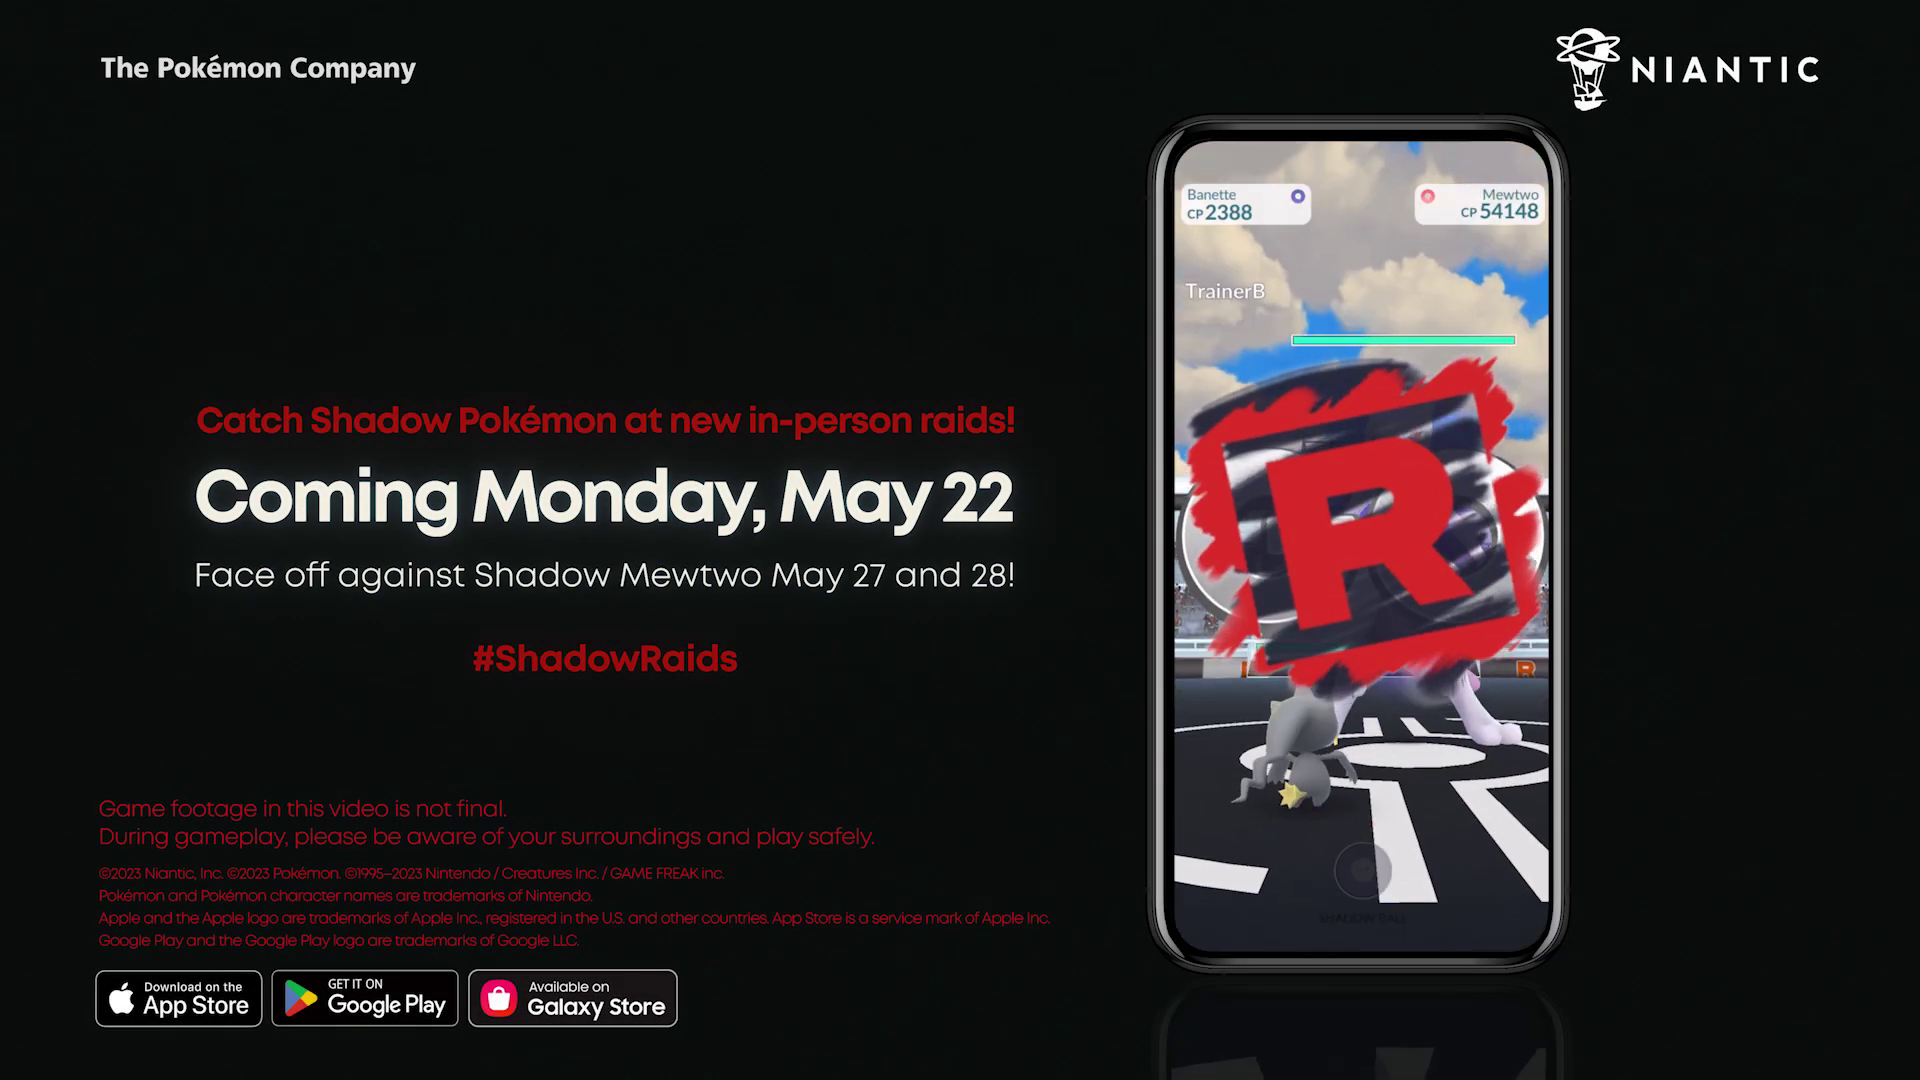 The Pokémon Company
NIANTIC
Banette
CP 2388
Mewtwo
CP 54148
TrainerB
R
R
SHADOW BALL
Catch Shadow Pokémon at new in-person raids!
Coming Monday, May 22
Face off against Shadow Mewtwo May 27 and 28!
#ShadowRaids
Game footage in this video is not final.
During gameplay, please be aware of your surroundings and play safely.
©2023 Niantic, Inc. ©2023 Pokémon. ©1995–2023 Nintendo / Creatures Inc. / GAME FREAK inc.
Pokémon and Pokémon character names are trademarks of Nintendo.
Apple and the Apple logo are trademarks of Apple Inc., registered in the U.S. and other countries. App Store is a service mark of Apple Inc.
Google Play and the Google Play logo are trademarks of Google LLC.
Download on the
App Store
GET IT ON
Google Play
Available on
Galaxy Store